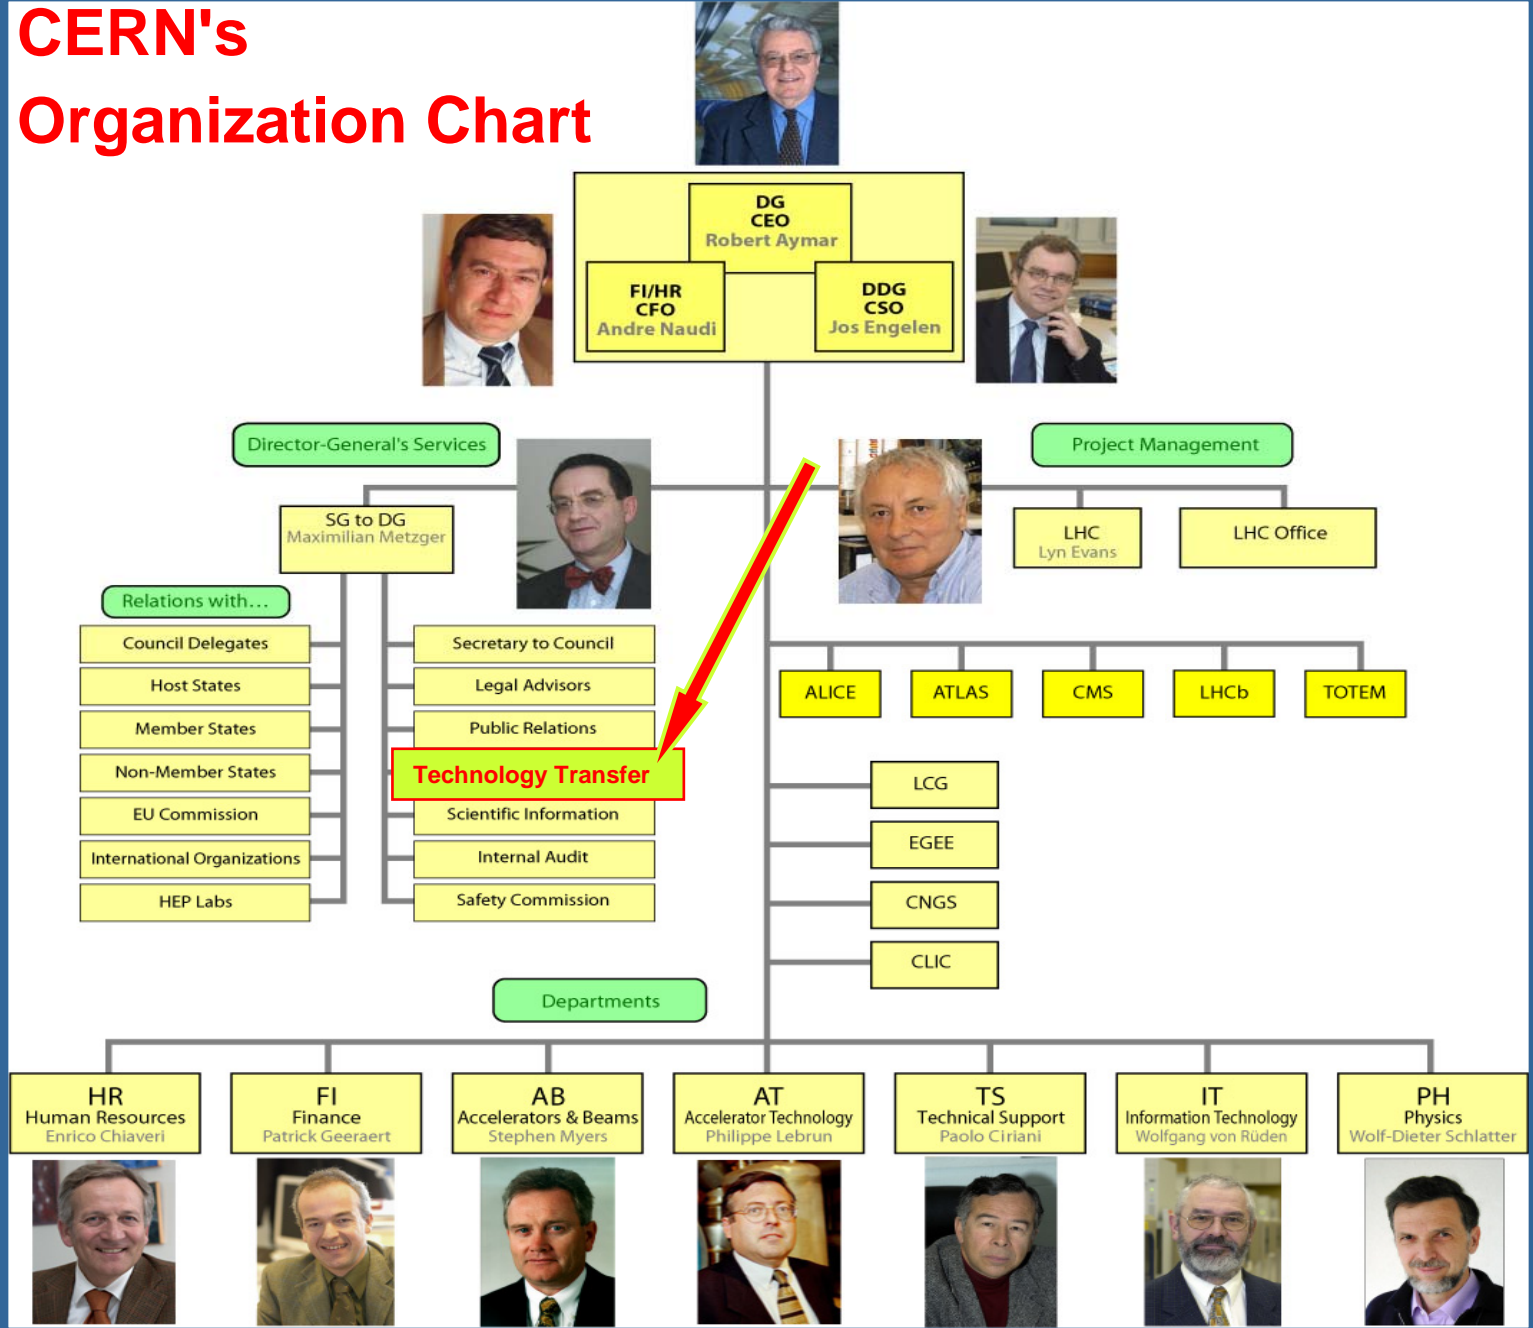 CERN's
Organization Chart
DG
CEO
Robert Aymar
FI/HR
CFO
Andre Naudi
DDG
CSO
Jos Engelen
Director-General's Services
Project Management
SG to DG
Maximilian Metzger
LHC
Lyn Evans
LHC Office
Relations with...
Council Delegates
Host States
Member States
Non-Member States
EU Commission
International Organizations
HEP Labs
Secretary to Council
Legal Advisors
Public Relations
Technology Transfer
Scientific Information
Internal Audit
Safety Commission
ALICE
ATLAS
CMS
LHCb
TOTEM
LCG
EGEE
CNGS
CLIC
Departments
HR
Human Resources
Enrico Chiaveri
FI
Finance
Patrick Geeraert
AB
Accelerators & Beams
Stephen Myers
AT
Accelerator Technology
Philippe Lebrun
TS
Technical Support
Paolo Ciriani
IT
Information Technology
Wolfgang von Rüden
PH
Physics
Wolf-Dieter Schlatter